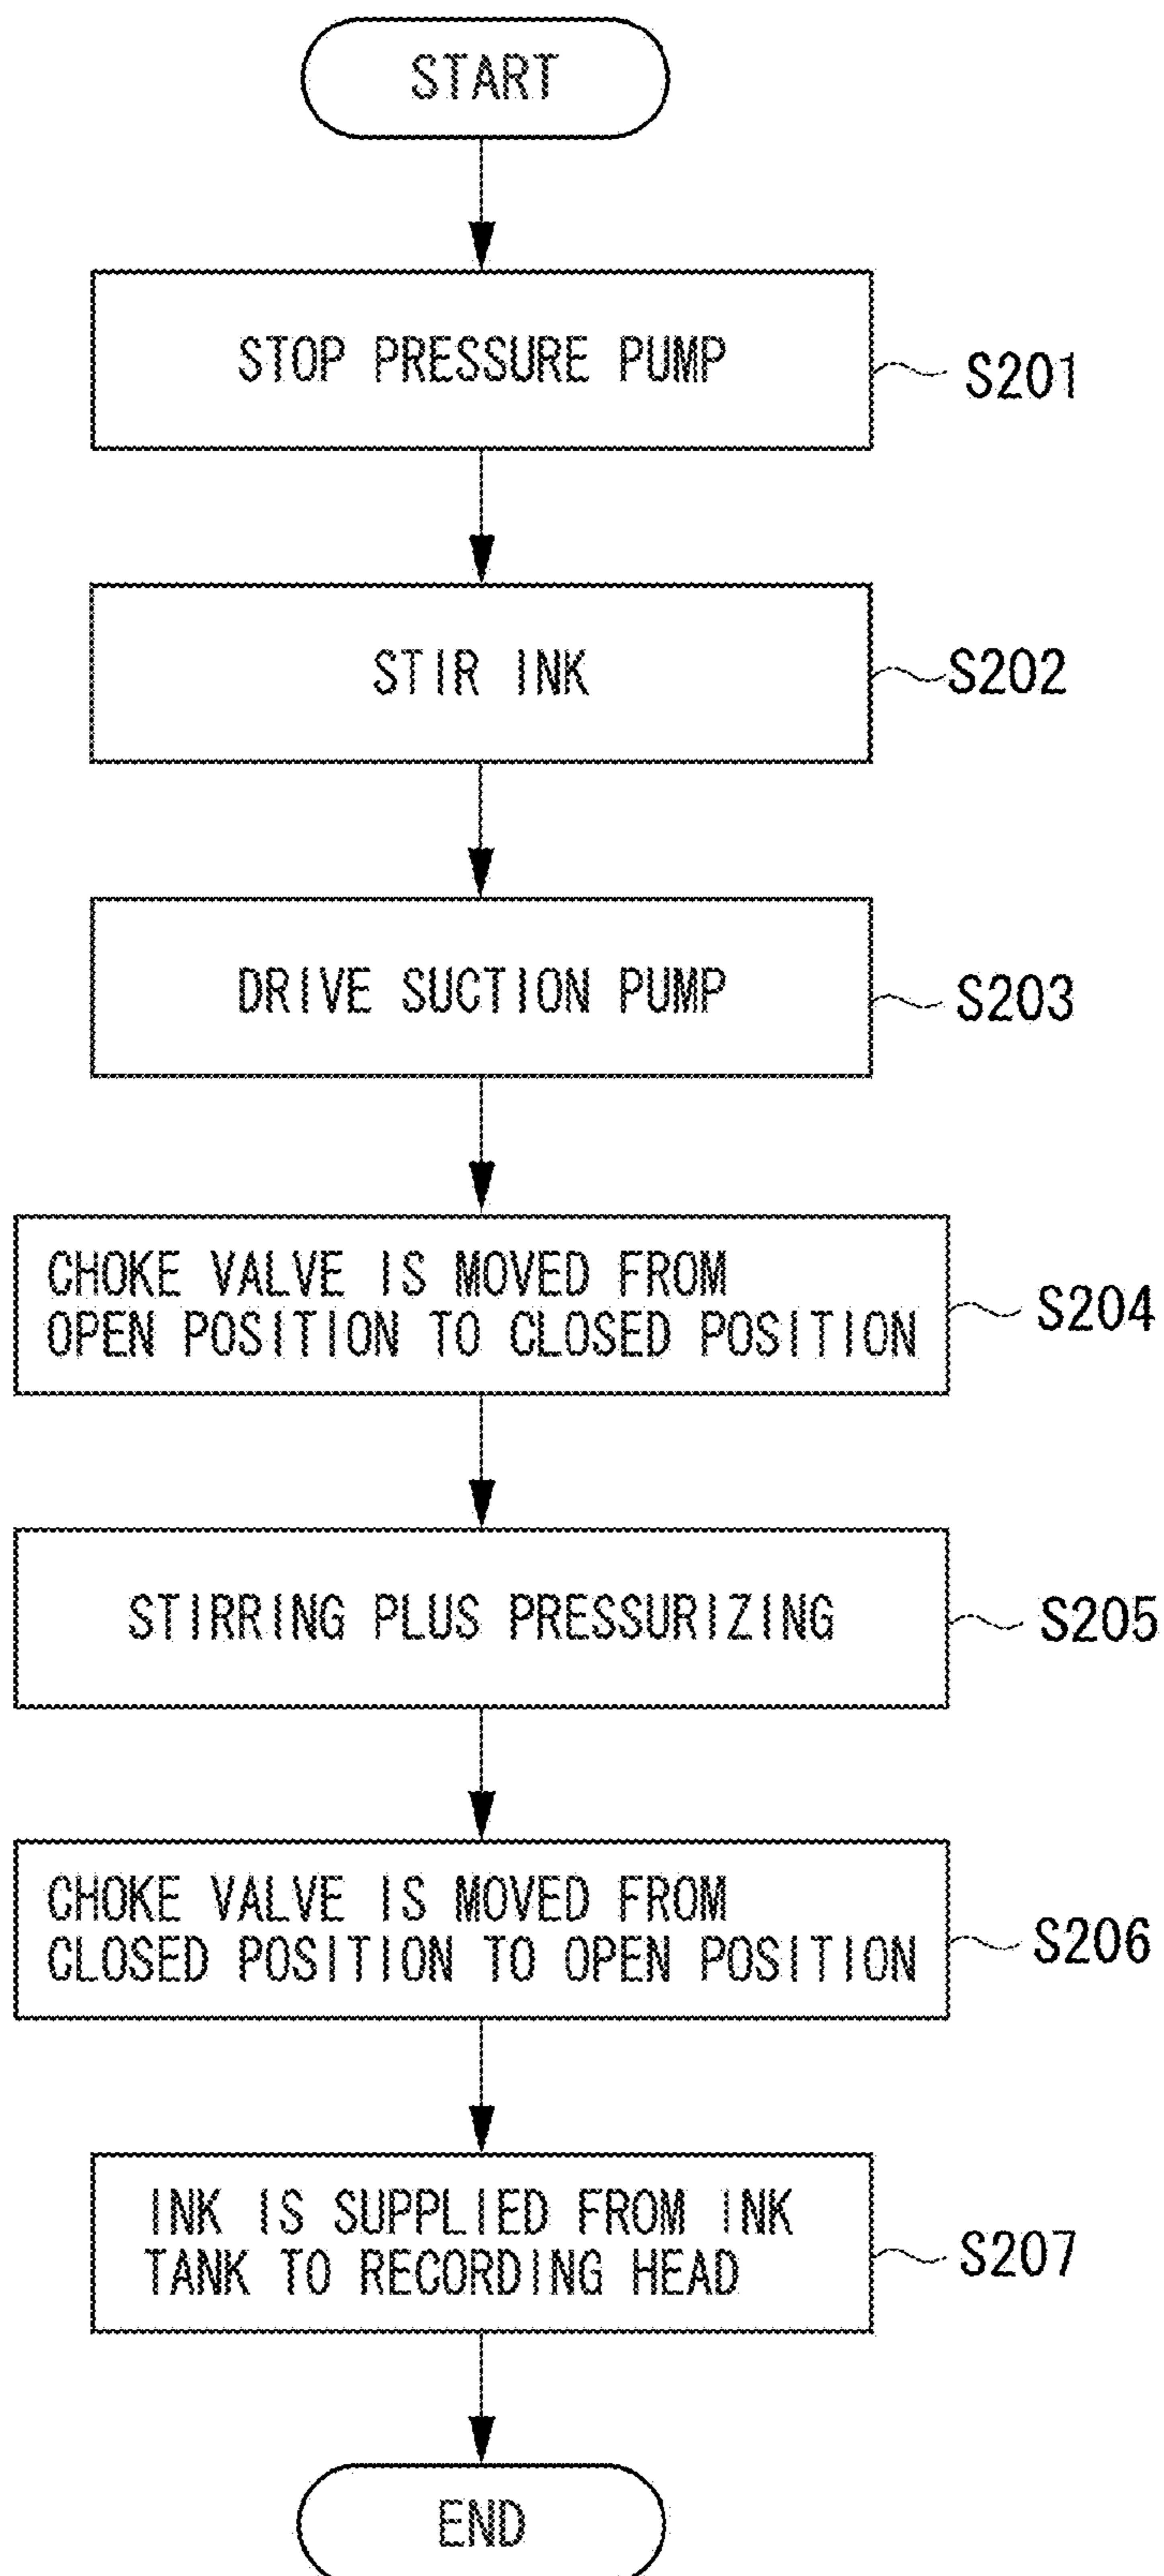 START
STOP PRESSURE PUMP
S201
STIR INK
S202
DRIVE SUCTION PUMP
S203
CHOKE VALVE IS MOVED FROM
OPEN POSITION TO CLOSED POSITION
S204
STIRRING PLUS PRESSURIZING
S205
CHOKE VALVE IS MOVED FROM
CLOSED POSITION TO OPEN POSITION
S206
INK IS SUPPLIED FROM INK
TANK TO RECORDING HEAD
S207
END